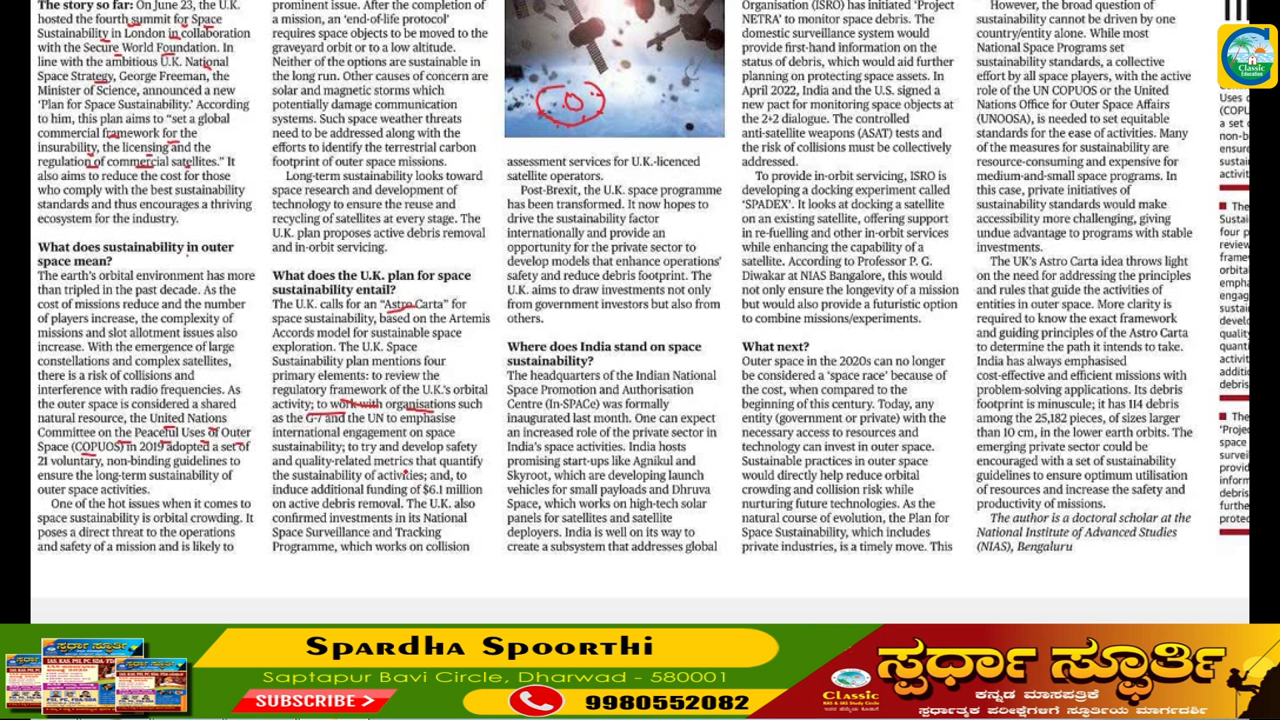 The story so far: On June 23, the U.K.
hosted the fourth summit for Space
Sustainability in London in collaboration
with the Secure World Foundation. In
line with the ambitious U.K. National
Space Strategy, George Freeman, the
Minister of Science, announced a new
‘Plan for Space Sustainability.’ According
to him, this plan aims to “set a global
commercial framework for the
insurability, the licensing and the
regulation of commercial satellites.” It
also aims to reduce the cost for those
who comply with the best sustainability
standards and thus encourages a thriving
ecosystem for the industry.
What does sustainability in outer
space mean?
The earth's orbital environment has more
than tripled in the past decade. As the
cost of missions reduce and the number
of players increase, the complexity of
missions and slot allotment issues also
increase. With the emergence of large
constellations and complex satellites,
there is a risk of collisions and
interference with radio frequencies. As
the outer space is considered a shared
natural resource, the United Nations
Committee on the Peaceful Uses of Outer
Space (COPUOS) in 2019 adopted a set of
21 voluntary, non-binding guidelines to
ensure the long-term sustainability of
outer space activities.
One of the hot issues when it comes to
space sustainability is orbital crowding. It
poses a direct threat to the operations
and safety of a mission and is likely to
prominent issue. After the completion of
a mission, an ‘end-of-life protocol’
requires space objects to be moved to the
graveyard orbit or to a low altitude.
Neither of the options are sustainable in
the long run. Other causes of concern are
solar and magnetic storms which
potentially damage communication
systems. Such space weather threats
need to be addressed along with the
efforts to identify the terrestrial carbon
footprint of outer space missions.
Long-term sustainability looks toward
space research and development of
technology to ensure the reuse and
recycling of satellites at every stage. The
U.K. plan proposes active debris removal
and in-orbit servicing.
What does the U.K. plan for space
sustainability entail?
The U.K. calls for an “Astro Carta” for
space sustainability, based on the Artemis
Accords model for sustainable space
exploration. The U.K. Space
Sustainability plan mentions four
primary elements: to review the
regulatory framework of the U.K.'s orbital
activity; to work with organisations such
as the G-7 and the UN to emphasise
international engagement on space
sustainability; to try and develop safety
and quality-related metrics that quantify
the sustainability of activities; and, to
induce additional funding of $6.1 million
on active debris removal. The U.K. also
confirmed investments in its National
Space Surveillance and Tracking
Programme, which works on collision
assessment services for U.K.-licenced
satellite operators.
Post-Brexit, the U.K. space programme
has been transformed. It now hopes to
drive the sustainability factor
internationally and provide an
opportunity for the private sector to
develop models that enhance operations'
safety and reduce debris footprint. The
U.K. aims to draw investments not only
from government investors but also from
others.
Where does India stand on space
sustainability?
The headquarters of the Indian National
Space Promotion and Authorisation
Centre (In-SPACe) was formally
inaugurated last month. One can expect
an increased role of the private sector in
India's space activities. India hosts
promising start-ups like Agnikul and
Skyroot, which are developing launch
vehicles for small payloads and Dhruva
Space, which works on high-tech solar
panels for satellites and satellite
deployers. India is well on its way to
create a subsystem that addresses global
Organisation (ISRO) has initiated ‘Project
NETRA’ to monitor space debris. The
domestic surveillance system would
provide first-hand information on the
status of debris, which would aid further
planning on protecting space assets. In
April 2022, India and the U.S. signed a
new pact for monitoring space objects at
the 2+2 dialogue. The controlled
anti-satellite weapons (ASAT) tests and
the risk of collisions must be collectively
addressed.
To provide in-orbit servicing, ISRO is
developing a docking experiment called
‘SPADEX’. It looks at docking a satellite
on an existing satellite, offering support
in re-fuelling and other in-orbit services
while enhancing the capability of a
satellite. According to Professor P. G.
Diwakar at NIAS Bangalore, this would
not only ensure the longevity of a mission
but would also provide a futuristic option
to combine missions/experiments.
What next?
Outer space in the 2020s can no longer
be considered a ‘space race’ because of
the cost, when compared to the
beginning of this century. Today, any
entity (government or private) with the
necessary access to resources and
technology can invest in outer space.
Sustainable practices in outer space
would directly help reduce orbital
crowding and collision risk while
nurturing future technologies. As the
natural course of evolution, the Plan for
Space Sustainability, which includes
private industries, is a timely move. This
However, the broad question of
sustainability cannot be driven by one
country/entity alone. While most
National Space Programs set
sustainability standards, a collective
effort by all space players, with the active
role of the UN COPUOS or the United
Nations Office for Outer Space Affairs
(UNOOSA), is needed to set equitable
standards for the ease of activities. Many
of the measures for sustainability are
resource-consuming and expensive for
medium-and-small space programs. In
this case, private initiatives of
sustainability standards would make
accessibility more challenging, giving
undue advantage to programs with stable
investments.
The UK's Astro Carta idea throws light
on the need for addressing the principles
and rules that guide the activities of
entities in outer space. More clarity is
required to know the exact framework
and guiding principles of the Astro Carta
to determine the path it intends to take.
India has always emphasised
cost-effective and efficient missions with
problem-solving applications. Its debris
footprint is minuscule; it has 114 debris
among the 25,182 pieces, of sizes larger
than 10 cm, in the lower earth orbits. The
emerging private sector could be
encouraged with a set of sustainability
guidelines to ensure optimum utilisation
of resources and increase the safety and
productivity of missions.
The author is a doctoral scholar at the
National Institute of Advanced Studies
(NIAS), Bengaluru
Uses
(COPU
a set
non-b
ensure
sustai
activit
The
Sustai
four p
review
frame
orbita
empha
engag
sustai
develo
quality
quanti
activit
additi
debris
The
'Proje
space
survei
provid
inform
debris
furthe
protec
Classic
Education
Spardha Spoorthi
Saptapur Bavi Circle, Dharwad - 580001
SUBSCRIBE
9980552082
Classic
IAS & KAS Study Circle
ಸ್ಪರ್ಧಾ ಸ್ಫೂರ್ತಿ
ಕನ್ನಡ ಮಾಸಪತ್ರಿಕೆ
ಸ್ಪರ್ಧಾತ್ಮಕ ಪರೀಕ್ಷೆಗಳಿಗೆ ಸ್ಫೂರ್ತಿಯ ಮಾರ್ಗದರ್ಶಿ